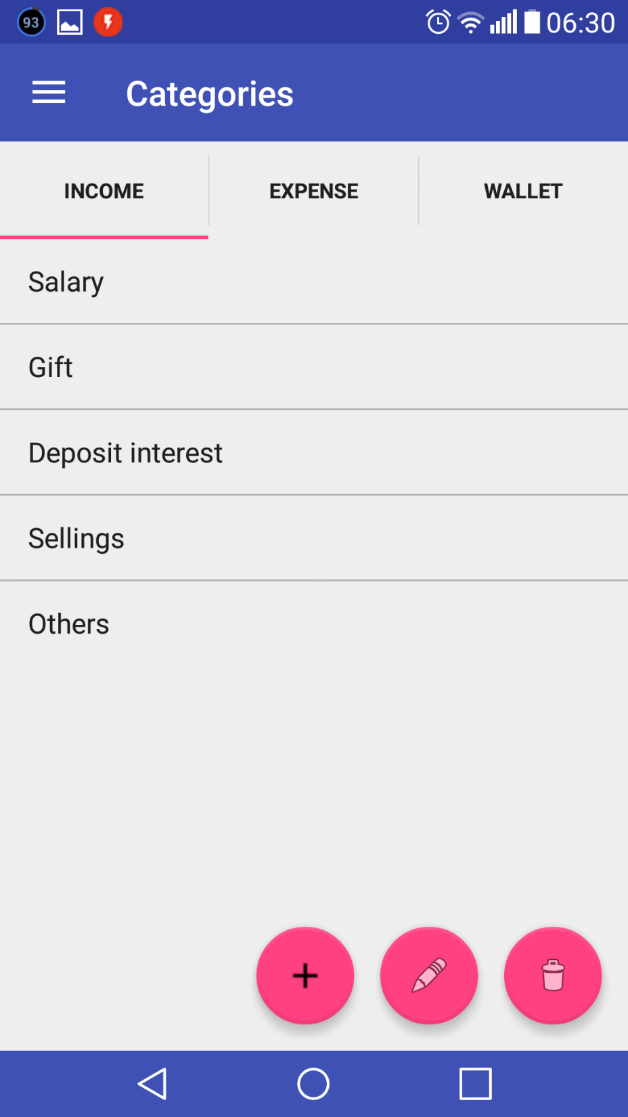 93
06:30
Categories
INCOME
EXPENSE
WALLET
Salary
Gift
Deposit interest
Sellings
Others